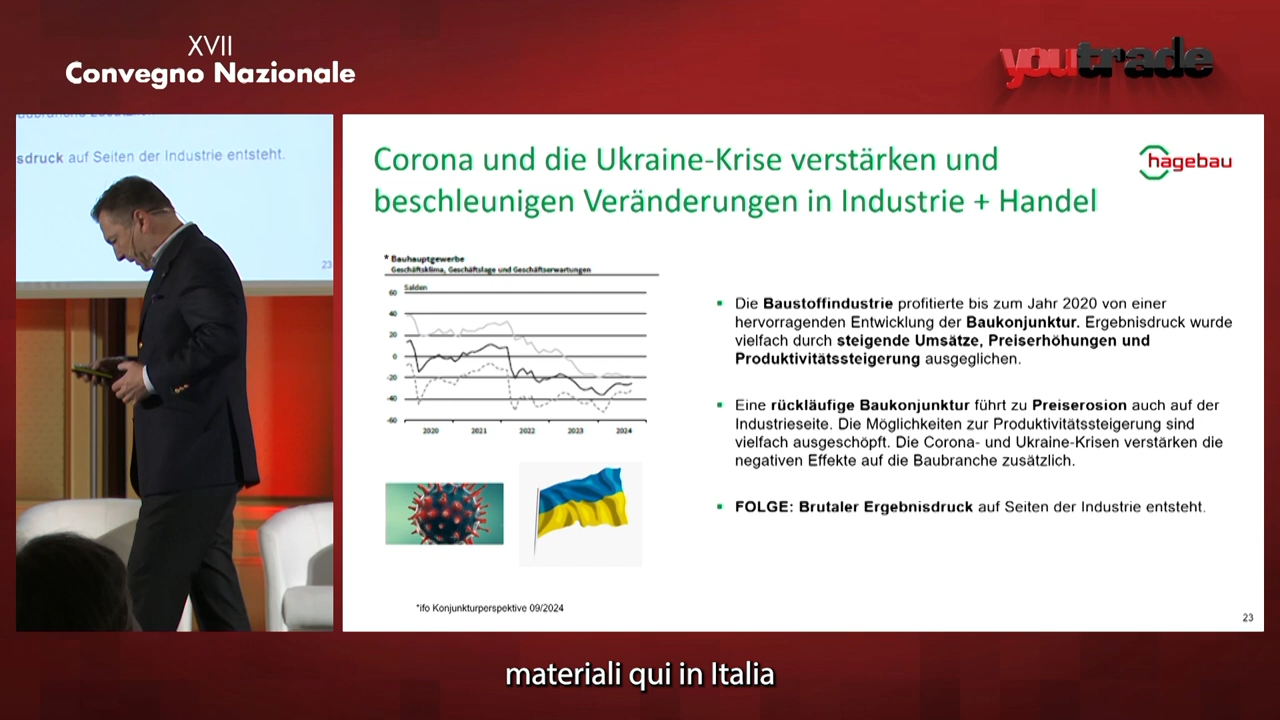 XVII
Convegno Nazionale
youtrade
sdruck auf Seiten der Industrie entsteht.
23
Corona und die Ukraine-Krise verstärken und
beschleunigen Veränderungen in Industrie + Handel
hagebau
* Bauhauptgewerbe
Geschäftsklima, Geschäftslage und Geschäftserwartungen
Salden
60
40
20
0
-20
-40
-60
2020 2021 2022 2023 2024
Die Baustoffindustrie profitierte bis zum Jahr 2020 von einer
hervorragenden Entwicklung der Baukonjunktur. Ergebnisdruck wurde
vielfach durch steigende Umsätze, Preiserhöhungen und
Produktivitätssteigerung ausgeglichen.
Eine rückläufige Baukonjunktur führt zu Preiserosion auch auf der
Industrieseite. Die Möglichkeiten zur Produktivitätssteigerung sind
vielfach ausgeschöpft. Die Corona- und Ukraine-Krisen verstärken die
negativen Effekte auf die Baubranche zusätzlich.
FOLGE: Brutaler Ergebnisdruck auf Seiten der Industrie entsteht.
*ifo Konjunkturperspektive 09/2024
23
materiali qui in Italia